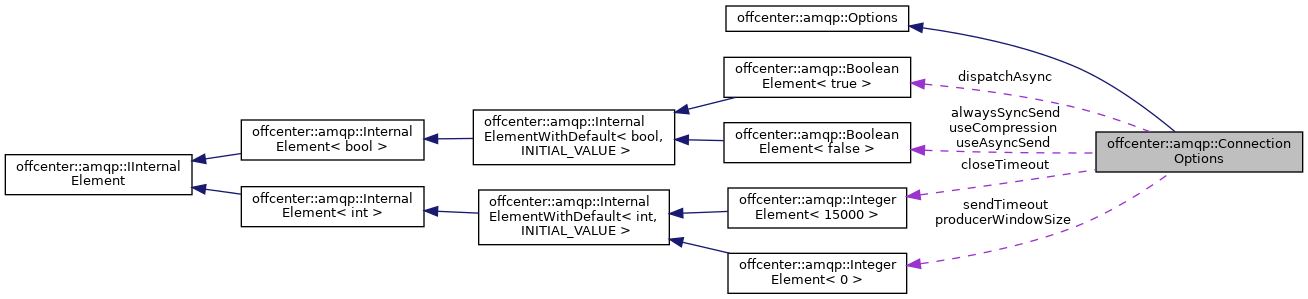 offcenter::amqp::Options
offcenter::amqp::Boolean
Element< true >
dispatchAsync
offcenter::amqp::Internal
ElementWithDefault< bool,
INITIAL_VALUE >
alwaysSyncSend
useCompression
useAsyncSend
offcenter::amqp::Internal
Element< bool >
offcenter::amqp::Boolean
Element< false >
offcenter::amqp::Connection
Options
offcenter::amqp::IInternal
Element
closeTimeout
offcenter::amqp::Internal
Element< int >
offcenter::amqp::Internal
ElementWithDefault< int,
INITIAL_VALUE >
offcenter::amqp::Integer
Element< 15000 >
sendTimeout
producerWindowSize
offcenter::amqp::Integer
Element< 0 >